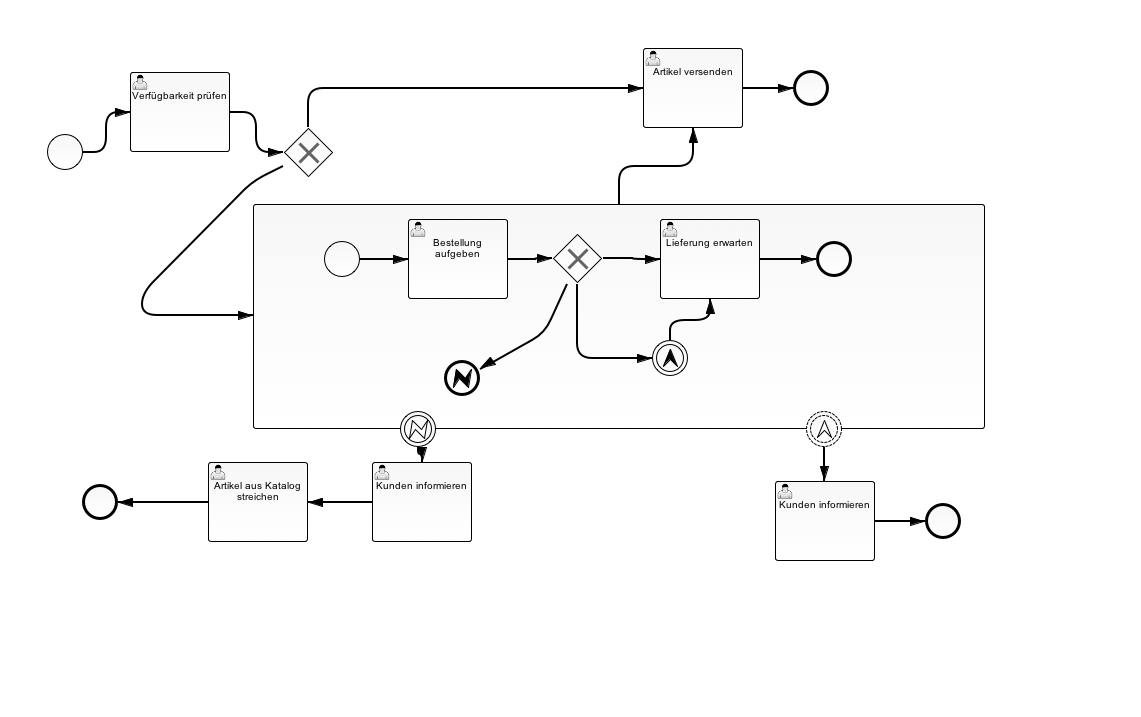 Artikel versenden
Verfügbarkeit prüfen
Bestellung
aufgeben
Lieferung erwarten
Artikel aus Katalog
streichen
Kunden informieren
Kunden informieren